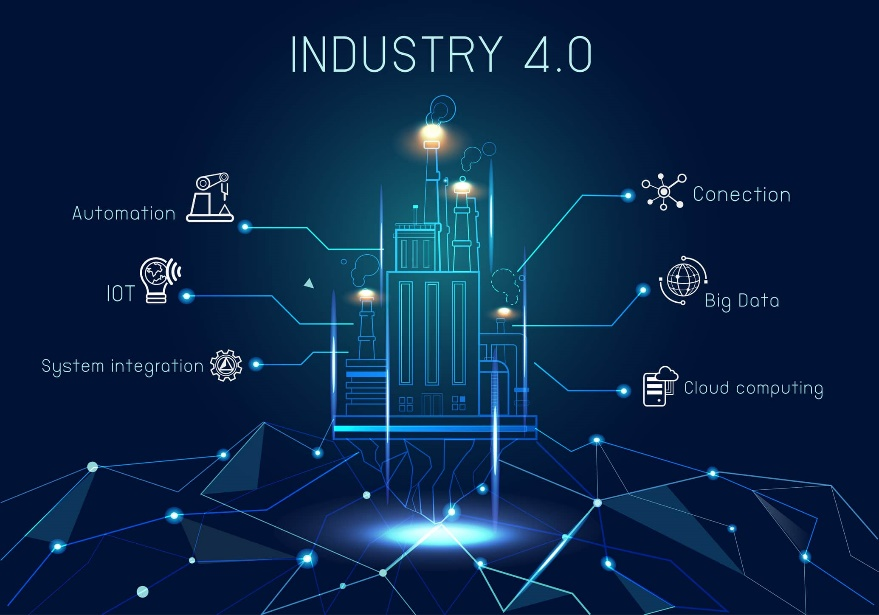 INDUSTRY 4.0
Automation
IOT
System integration
Conection
Big Data
Cloud computing